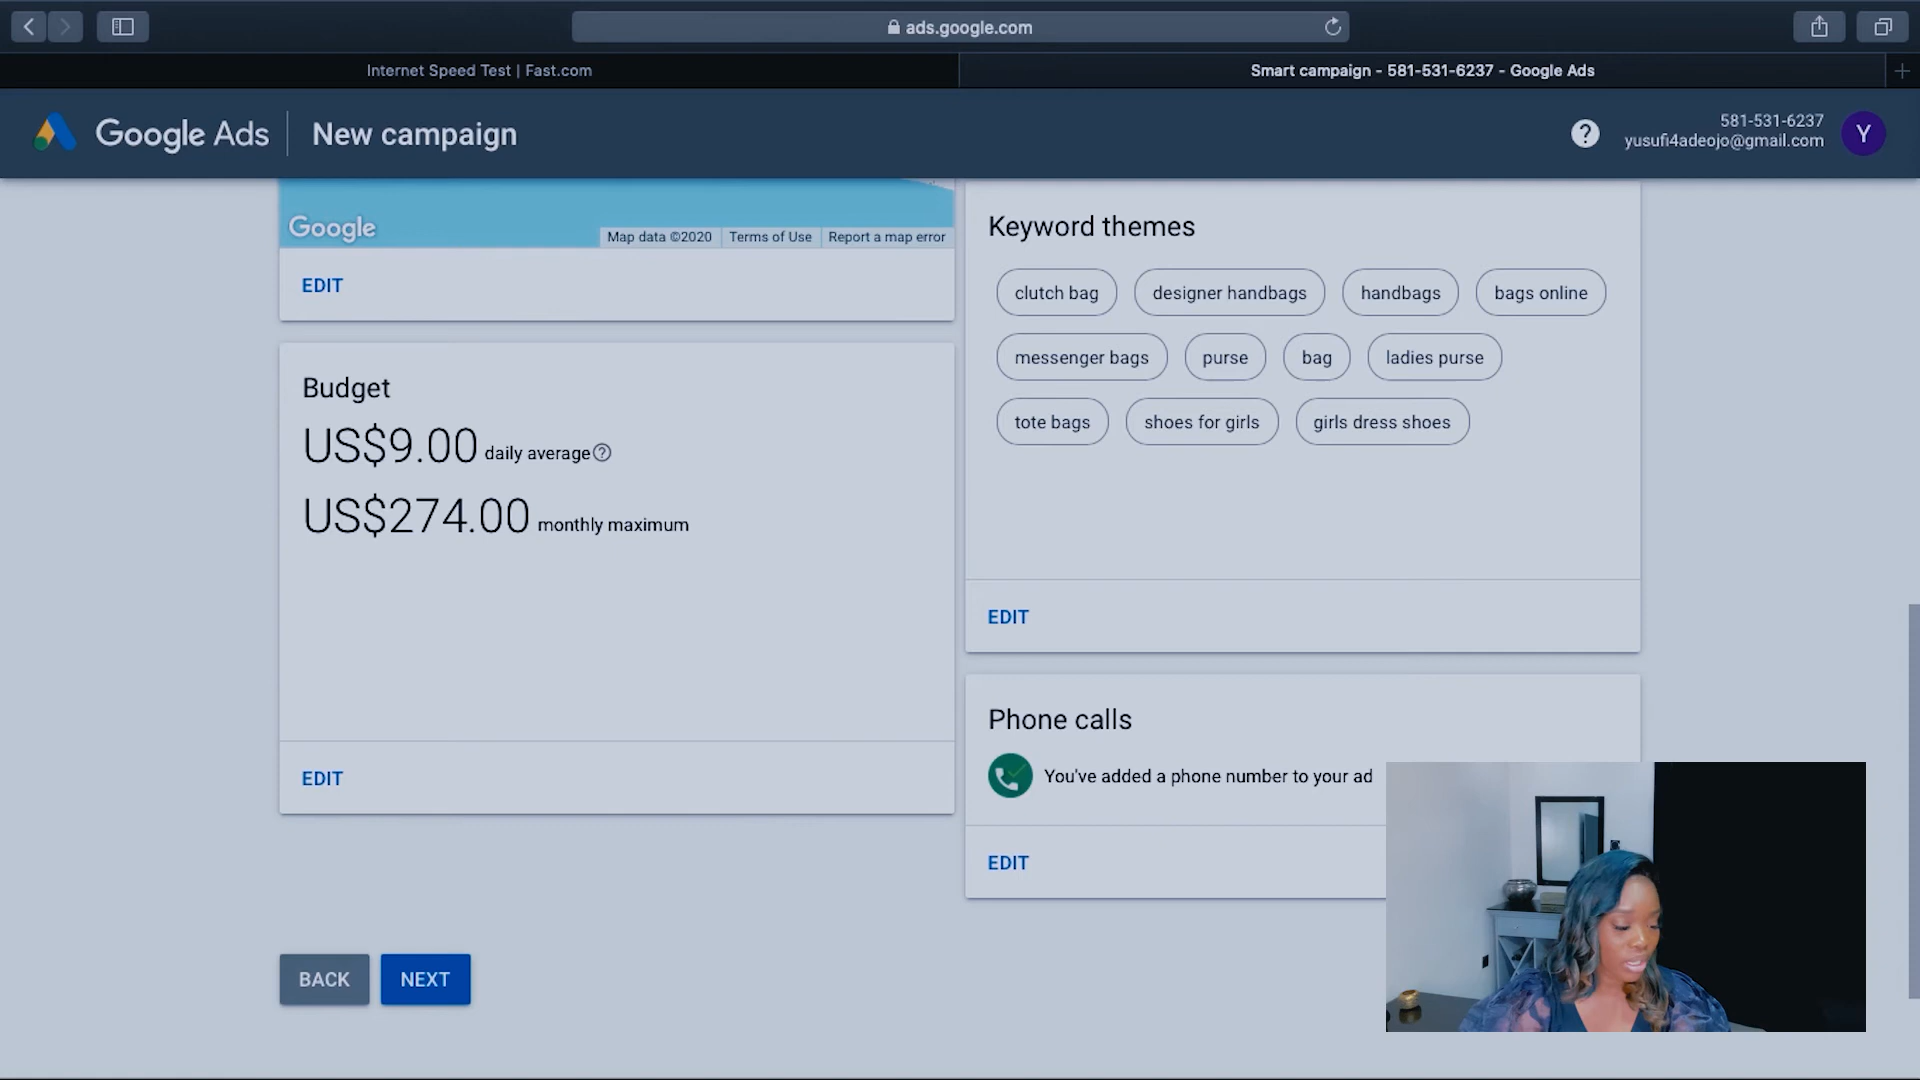 ads.google.com
Internet Speed Test | Fast.com
Smart campaign - 581-531-6237 - Google Ads
Google Ads
New campaign
581-531-6237
yusufi4adeojo@gmail.com
Y
Google
Map data ©2020
Terms of Use
Report a map error
EDIT
Budget
US$9.00 daily average
US$274.00 monthly maximum
EDIT
Keyword themes
clutch bag
designer handbags
handbags
bags online
messenger bags
purse
bag
ladies purse
tote bags
shoes for girls
girls dress shoes
EDIT
Phone calls
You've added a phone number to your ad
EDIT
BACK
NEXT